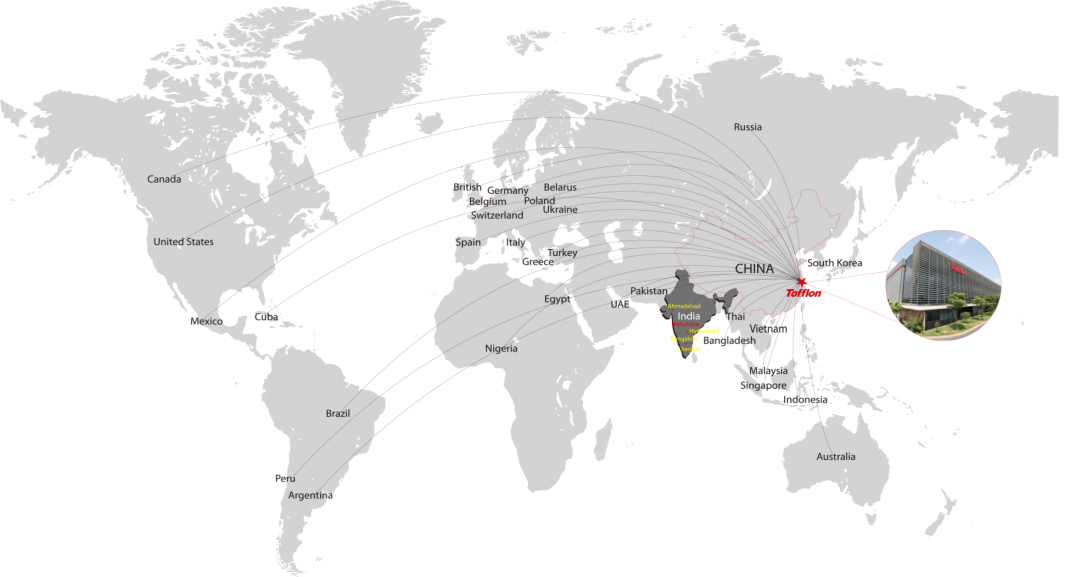 Russia
Canada
British
Germany
Belarus
Belgium
Poland
Switzerland
Ukraine
United States
Spain
Italy
Turkey
Greece
CHINA
South Korea
Tofflon
Pakistan
Egypt
UAE
Ahmadabad
India
Mexico
Cuba
Thai
Vietnam
Bangladesh
Nigeria
Malaysia
Singapore
Indonesia
Brazil
Australia
Peru
Argentina